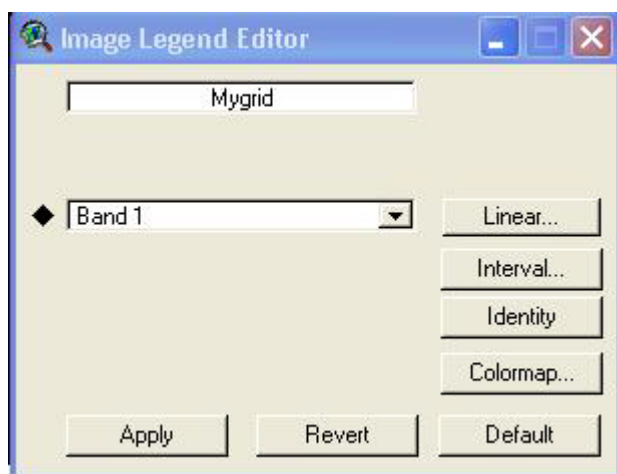 Image Legend Editor
Mygrid
Band 1
Linear...
Interval...
Identity
Colormap...
Apply
Revert
Default